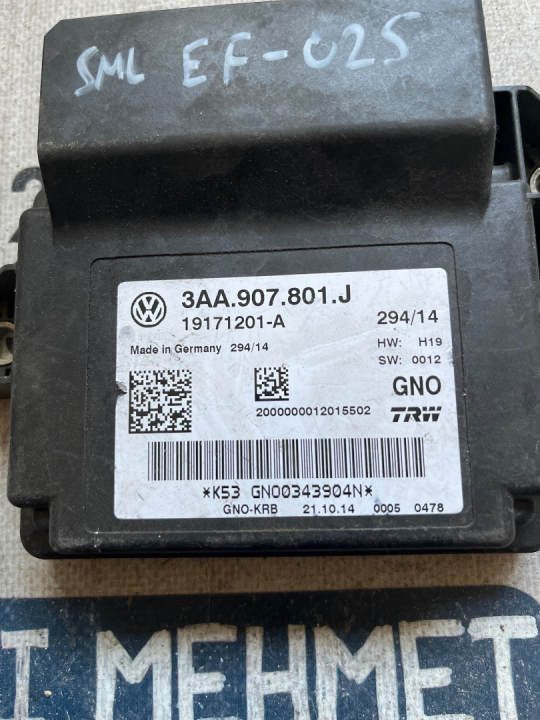 SML EF-025
3AA.907.801.J
19171201-A 294/14
Made in Germany 294/14 HW: H19
SW: 0012
GNO
2000000012015502 TRW
*K53 GN00343904N*
GNO-KRB 21.10.14 0005 0478
I MEHMET